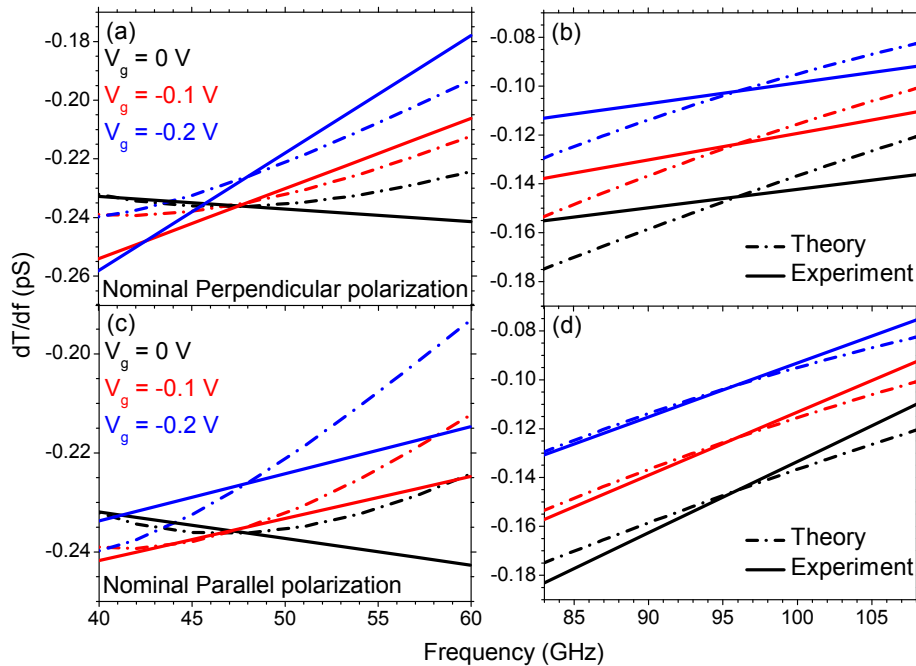 (a)
V_g = 0 V
V_g = -0.1 V
V_g = -0.2 V
Nominal Perpendicular polarization
-0.18
-0.20
-0.22
-0.24
-0.26
(b)
Theory
Experiment
-0.08
-0.10
-0.12
-0.14
-0.16
-0.18
dT/df (pS)
(c)
V_g = 0 V
V_g = -0.1 V
V_g = -0.2 V
Nominal Parallel polarization
-0.20
-0.22
-0.24
40 45 50 55 60
(d)
Theory
Experiment
-0.08
-0.10
-0.12
-0.14
-0.16
-0.18
85 90 95 100 105
Frequency (GHz)